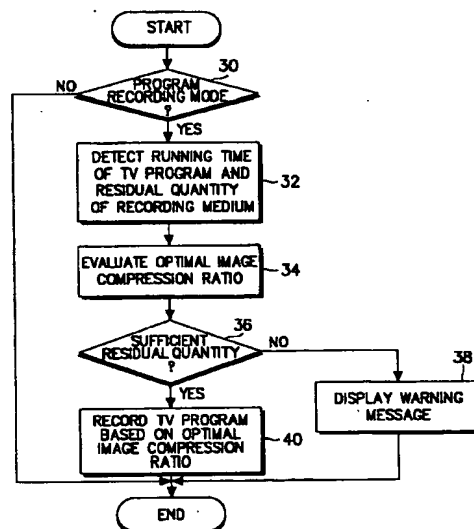 START
30
PROGRAM
RECORDING MODE
?
NO
YES
DETECT RUNNING TIME
OF TV PROGRAM AND
RESIDUAL QUANTITY
OF RECORDING MEDIUM
32
EVALUATE OPTIMAL IMAGE
COMPRESSION RATIO
34
36
SUFFICIENT
RESIDUAL QUANTITY
?
NO
YES
38
DISPLAY WARNING
MESSAGE
RECORD TV PROGRAM
BASED ON OPTIMAL
IMAGE COMPRESSION
RATIO
40
END